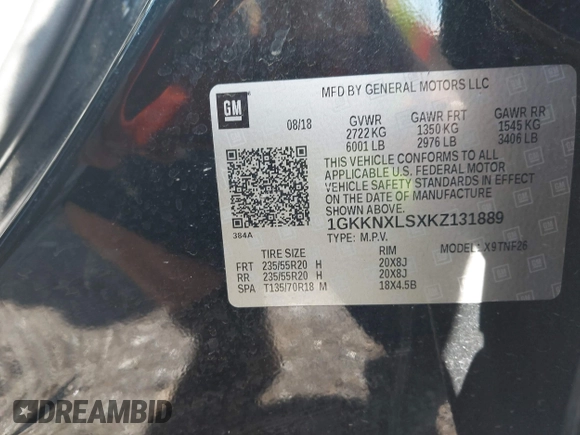 MFD BY GENERAL MOTORS LLC
GM
08/18
GVWR GAWR FRT GAWR RR
2722 KG 1350 KG 1545 KG
6001 LB 2976 LB 3406 LB
THIS VEHICLE CONFORMS TO ALL
APPLICABLE U.S. FEDERAL MOTOR
VEHICLE SAFETY STANDARDS IN EFFECT
ON THE DATE OF MANUFACTURE
SHOWN ABOVE.
384A
1GKKNXLSXKZ131889
TYPE: M.P.V. MODEL: X9TNF26
TIRE SIZE RIM
FRT 235/55R20 H 20X8J
RR 235/55R20 H 20X8J
SPA T135/70R18 M 18X4.5B
DREAMBID